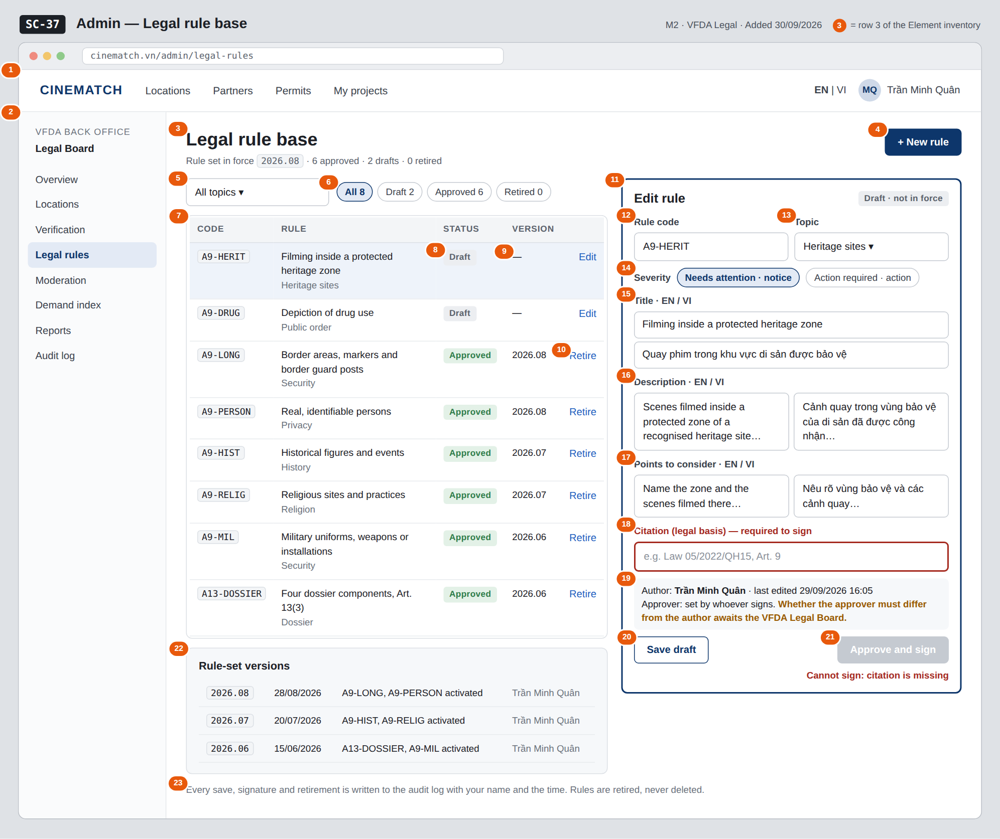 SC-37 Admin — Legal rule base
M2 · VFDA Legal · Added 30/09/2026 3 = row 3 of the Element inventory
cinematch.vn/admin/legal-rules
1
CINEMATCH Locations Partners Permits My projects EN | VI MQ Trần Minh Quân
2
VFDA BACK OFFICE
Legal Board
Overview
Locations
Verification
Legal rules
Moderation
Demand index
Reports
Audit log
3
Legal rule base
Rule set in force 2026.08 · 6 approved · 2 drafts · 0 retired
4
+ New rule
5
All topics ▾
6
All 8 Draft 2 Approved 6 Retired 0
7
CODE RULE STATUS VERSION
8 9
A9-HERIT Filming inside a protected Draft — Edit
heritage zone
Heritage sites
A9-DRUG Depiction of drug use Draft — Edit
Public order
10
A9-LONG Border areas, markers and Approved 2026.08 Retire
border guard posts
Security
A9-PERSON Real, identifiable persons Approved 2026.08 Retire
Privacy
A9-HIST Historical figures and events Approved 2026.07 Retire
History
A9-RELIG Religious sites and practices Approved 2026.07 Retire
Religion
A9-MIL Military uniforms, weapons or Approved 2026.06 Retire
installations
Security
A13-DOSSIER Four dossier components, Art. Approved 2026.06 Retire
13(3)
Dossier
11
Edit rule Draft · not in force
12 13
Rule code Topic
A9-HERIT Heritage sites ▾
14
Severity Needs attention · notice Action required · action
15
Title · EN / VI
Filming inside a protected heritage zone
Quay phim trong khu vực di sản được bảo vệ
16
Description · EN / VI
Scenes filmed inside a
protected zone of a
recognised heritage site…
Cảnh quay trong vùng bảo vệ
của di sản đã được công
nhận…
17
Points to consider · EN / VI
Name the zone and the
scenes filmed there…
Nêu rõ vùng bảo vệ và các
cảnh quay…
18
Citation (legal basis) — required to sign
e.g. Law 05/2022/QH15, Art. 9
19
Author: Trần Minh Quân · last edited 29/09/2026 16:05
Approver: set by whoever signs. Whether the approver must differ
from the author awaits the VFDA Legal Board.
20 21
Save draft Approve and sign
Cannot sign: citation is missing
22
Rule-set versions
2026.08 28/08/2026 A9-LONG, A9-PERSON activated Trần Minh Quân
2026.07 20/07/2026 A9-HIST, A9-RELIG activated Trần Minh Quân
2026.06 15/06/2026 A13-DOSSIER, A9-MIL activated Trần Minh Quân
23
Every save, signature and retirement is written to the audit log with your name and the time. Rules are retired, never deleted.